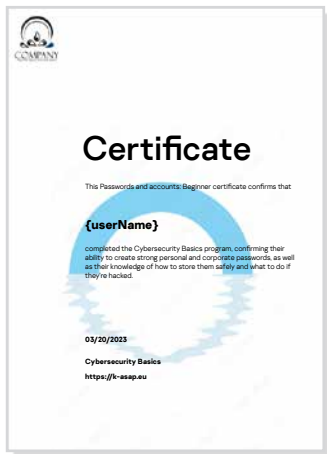 COMPANY
Certificate
This Passwords and accounts: Beginner certificate confirms that
{userName}
completed the Cybersecurity Basics program, confirming their
ability to create strong personal and corporate passwords, as well
as their knowledge of how to store them safely and what to do if
they're hacked.
03/20/2023
Cybersecurity Basics
https://k-asap.eu